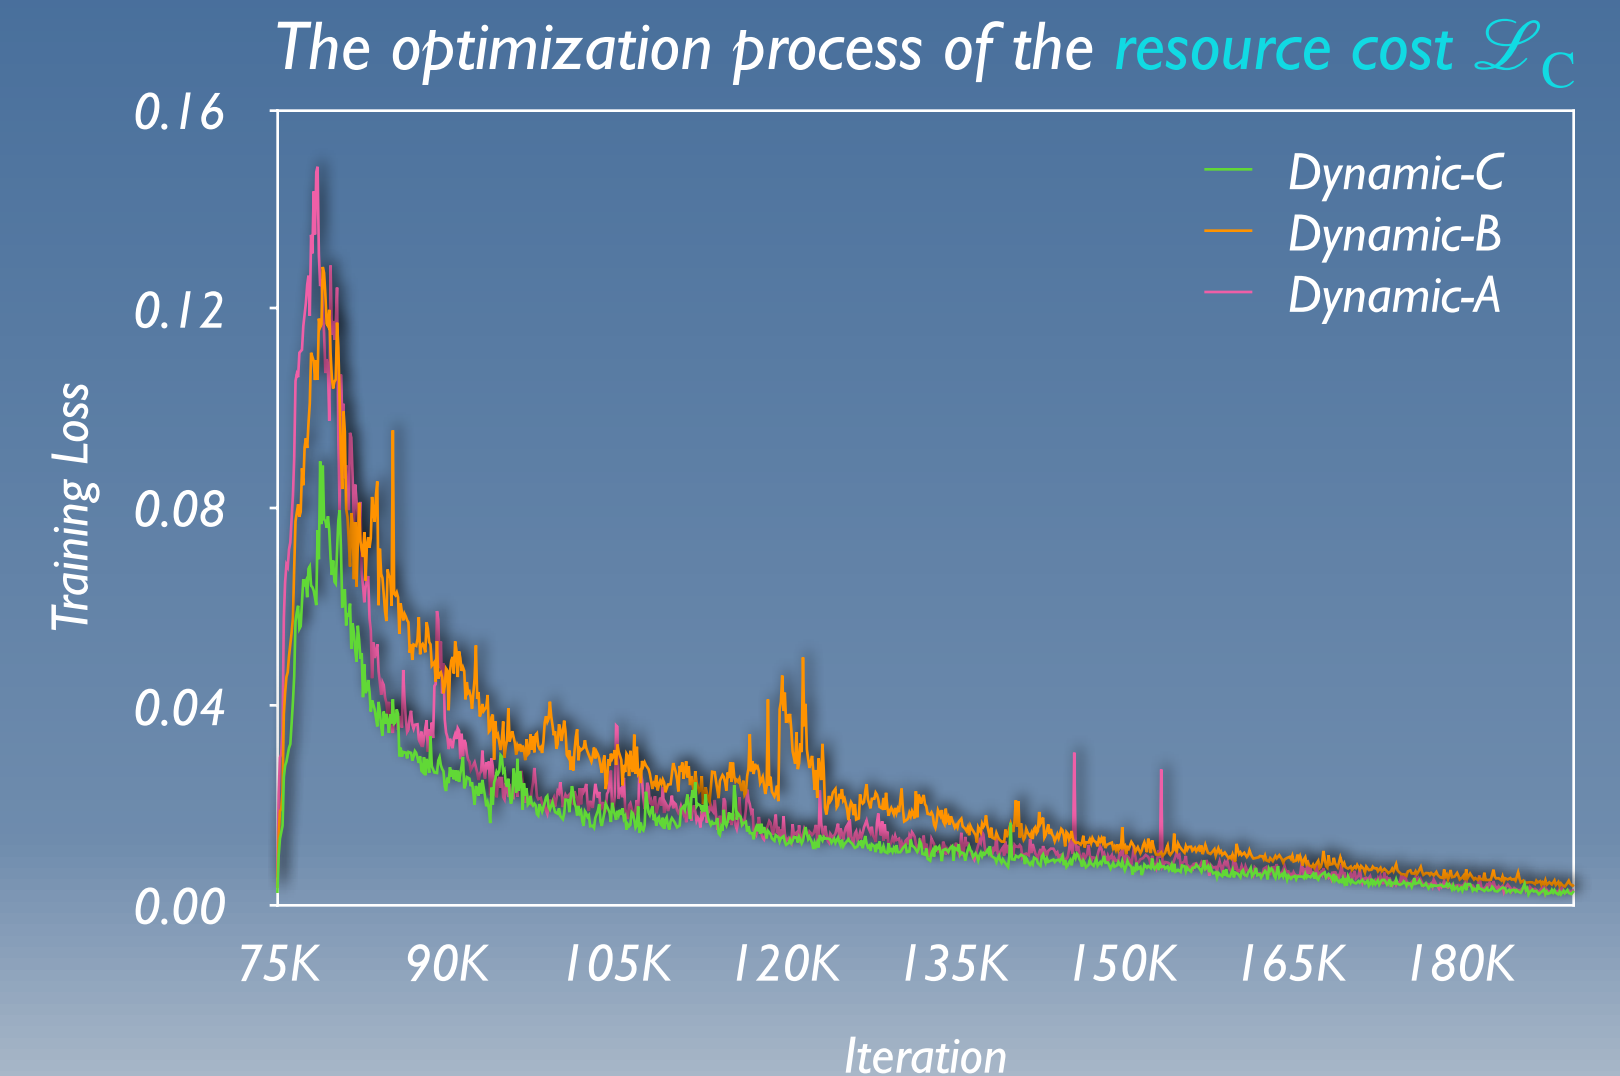 The optimization process of the resource cost ℒC
0.16
0.12
0.08
0.04
0.00
Training Loss
Dynamic-C
Dynamic-B
Dynamic-A
75K 90K 105K 120K 135K 150K 165K 180K
Iteration